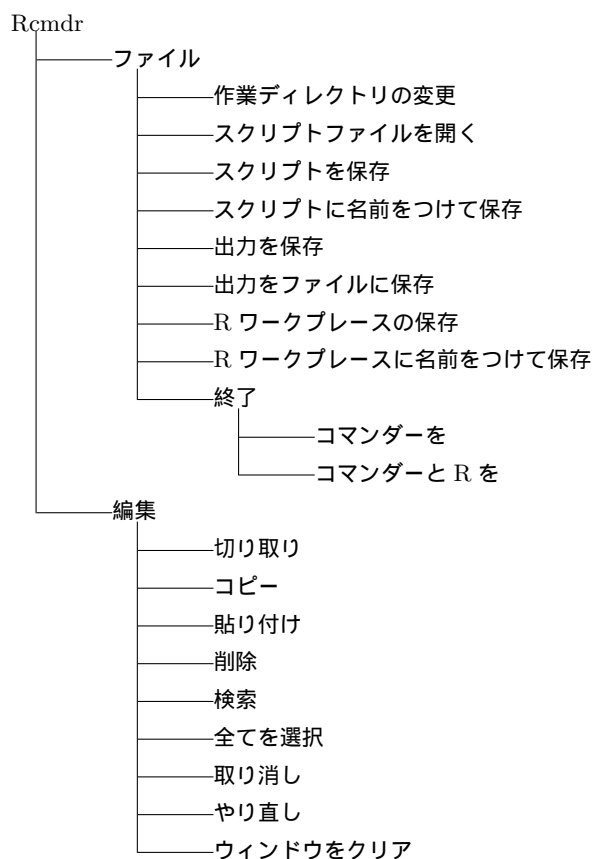 Rcmdr
ファイル
作業ディレクトリの変更
スクリプトファイルを開く
スクリプトを保存
スクリプトに名前をつけて保存
出力を保存
出力をファイルに保存
R ワークプレースの保存
R ワークプレースに名前をつけて保存
終了
コマンダーを
コマンダーと R を
編集
切り取り
コピー
貼り付け
削除
検索
全てを選択
取り消し
やり直し
ウィンドウをクリア